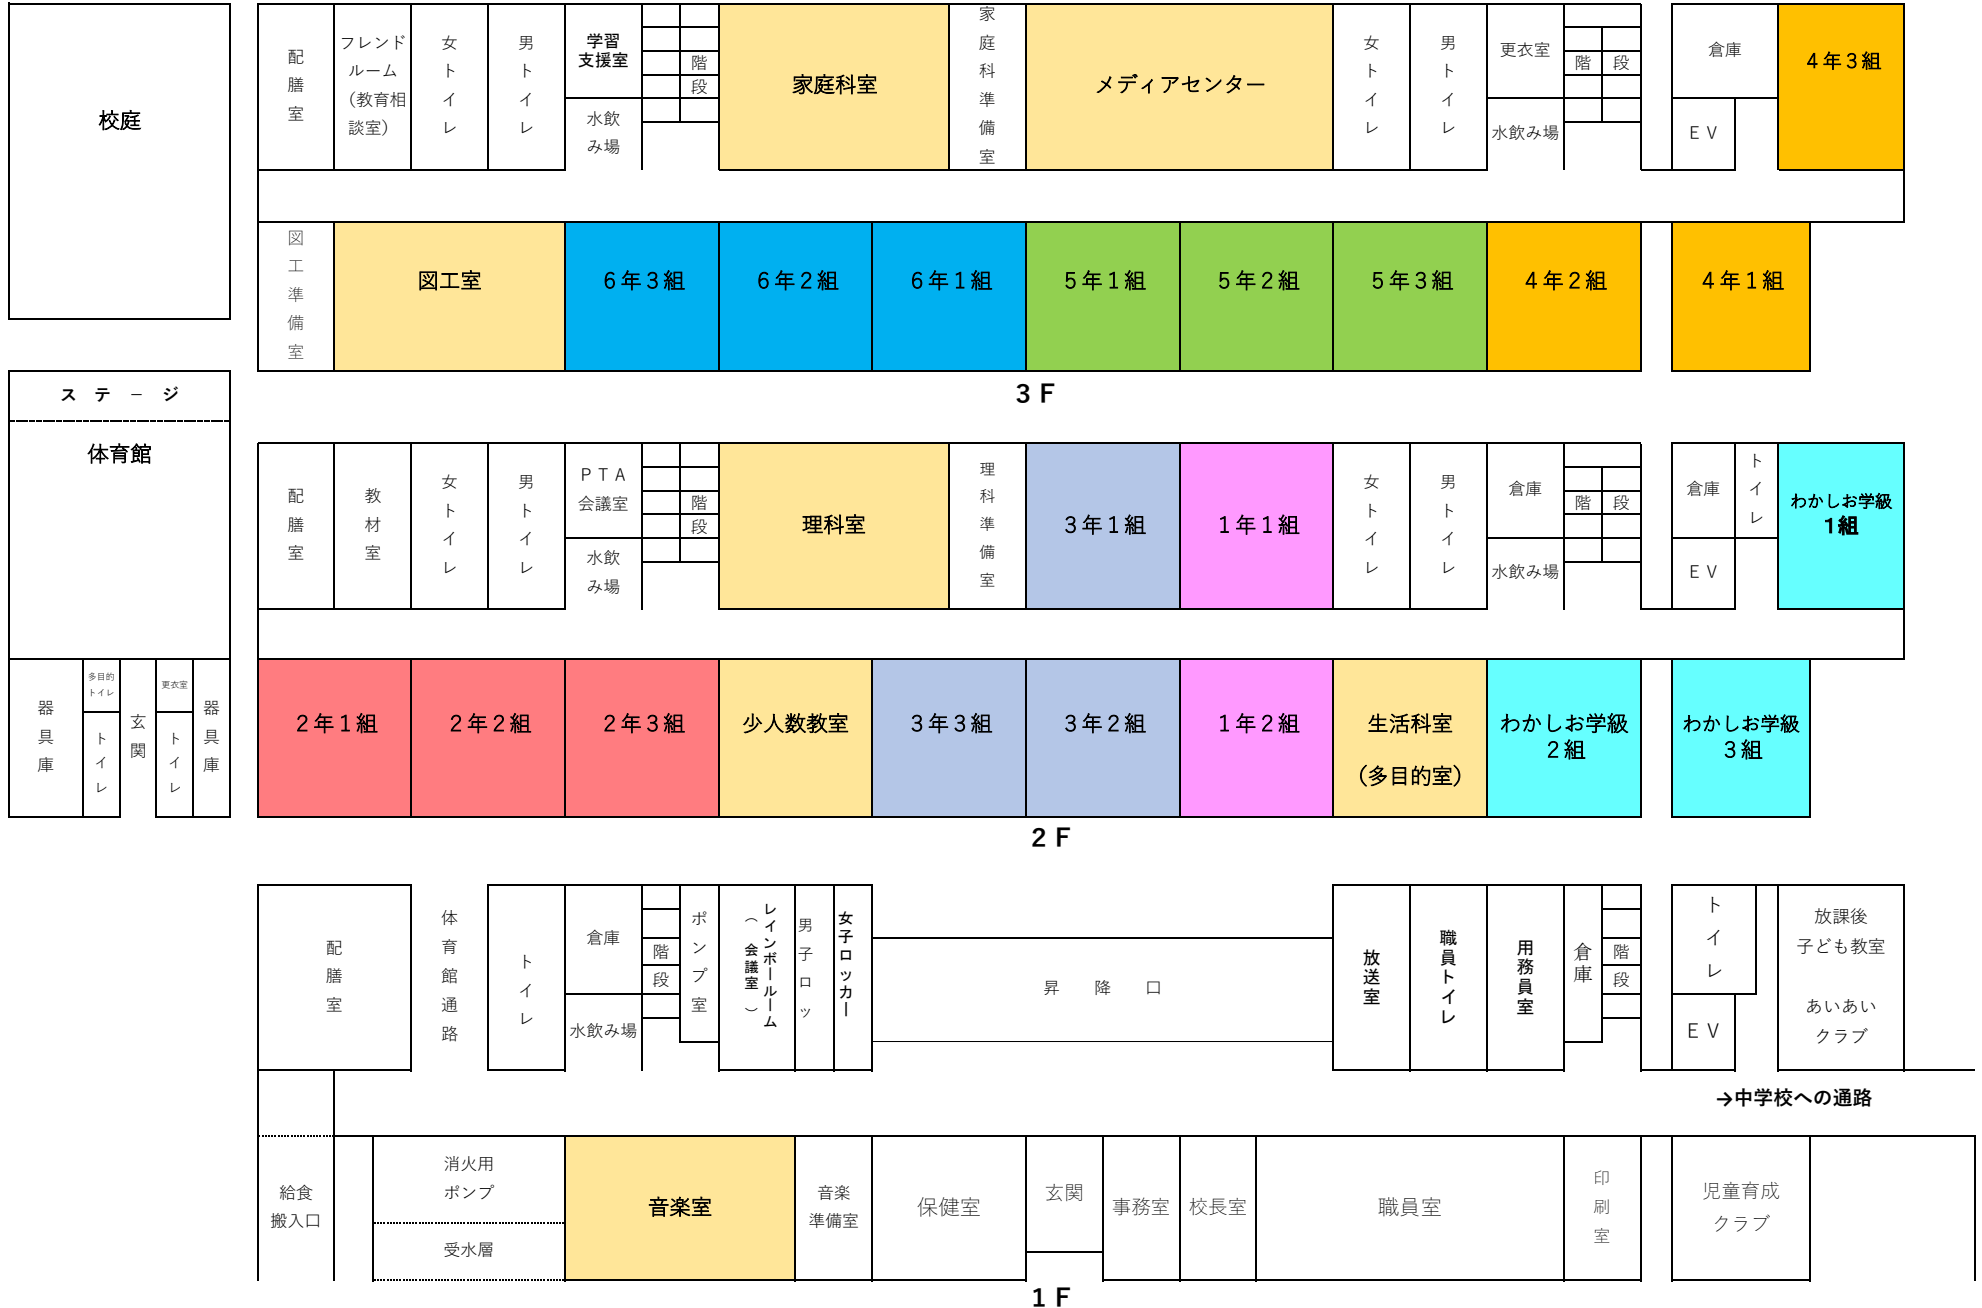 校庭
配膳室
フレンド
ルーム
（教育相
談室）
女トイレ
男トイレ
学習
支援室
水飲
み場
階
段
家庭科室
家庭科準備室
メディアセンター
女トイレ
男トイレ
更衣室
水飲み場
階 段
倉庫
ＥＶ
４年３組
図工準備室
図工室
６年３組
６年２組
６年１組
５年１組
５年２組
５年３組
４年２組
４年１組
３Ｆ
ステ－ジ
体育館
器具庫
多目的
トイレ
トイレ
玄関
更衣室
トイレ
器具庫
配膳室
教材室
女トイレ
男トイレ
ＰＴＡ
会議室
水飲
み場
階
段
理科室
理科準備室
３年１組
１年１組
女トイレ
男トイレ
倉庫
水飲み場
階 段
倉庫
トイレ
ＥＶ
わかしお学級
１組
２年１組
２年２組
２年３組
少人数教室
３年３組
３年２組
１年２組
生活科室
（多目的室）
わかしお学級
２組
わかしお学級
３組
２Ｆ
配膳室
体育館通路
トイレ
倉庫
水飲み場
階
段
ポンプ室
レインボールーム
（会議室）
男子ロッ
女子ロッカー
昇降口
放送室
職員トイレ
用務員室
倉庫
階
段
トイレ
ＥＶ
放課後
子ども教室
あいあい
クラブ
→中学校への通路
給食
搬入口
消火用
ポンプ
受水層
音楽室
音楽
準備室
保健室
玄関
事務室
校長室
職員室
印刷室
児童育成
クラブ
１Ｆ